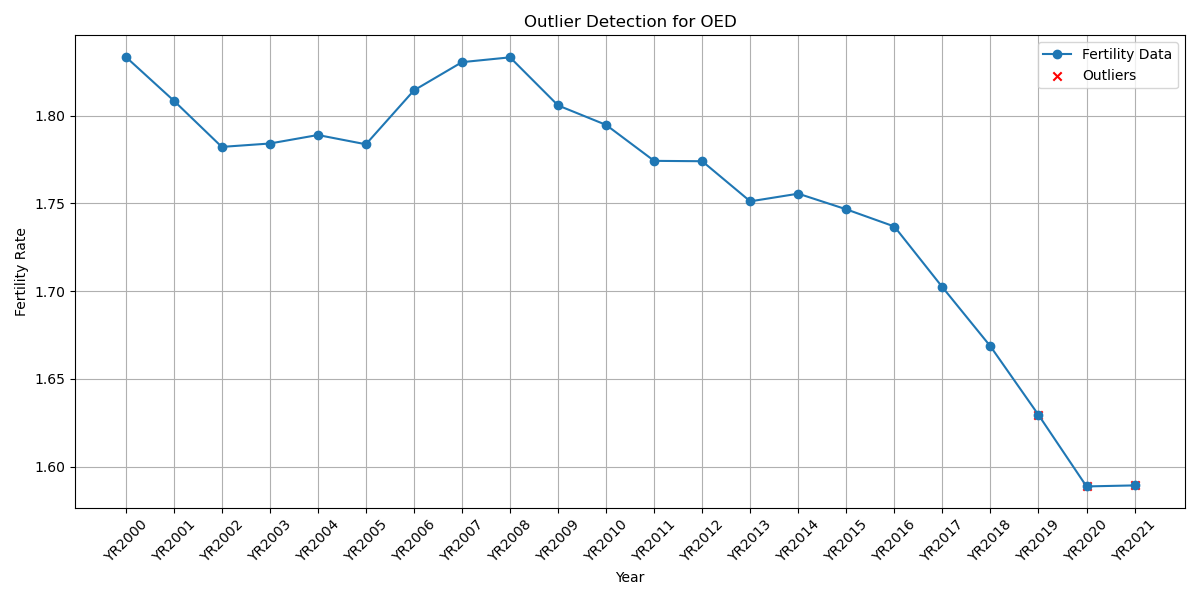 Outlier Detection for OED
Fertility Data
Outliers
Fertility Rate
1.80
1.75
1.70
1.65
1.60
YR2000
YR2001
YR2002
YR2003
YR2004
YR2005
YR2006
YR2007
YR2008
YR2009
YR2010
YR2011
YR2012
YR2013
YR2014
YR2015
YR2016
YR2017
YR2018
YR2019
YR2020
YR2021
Year